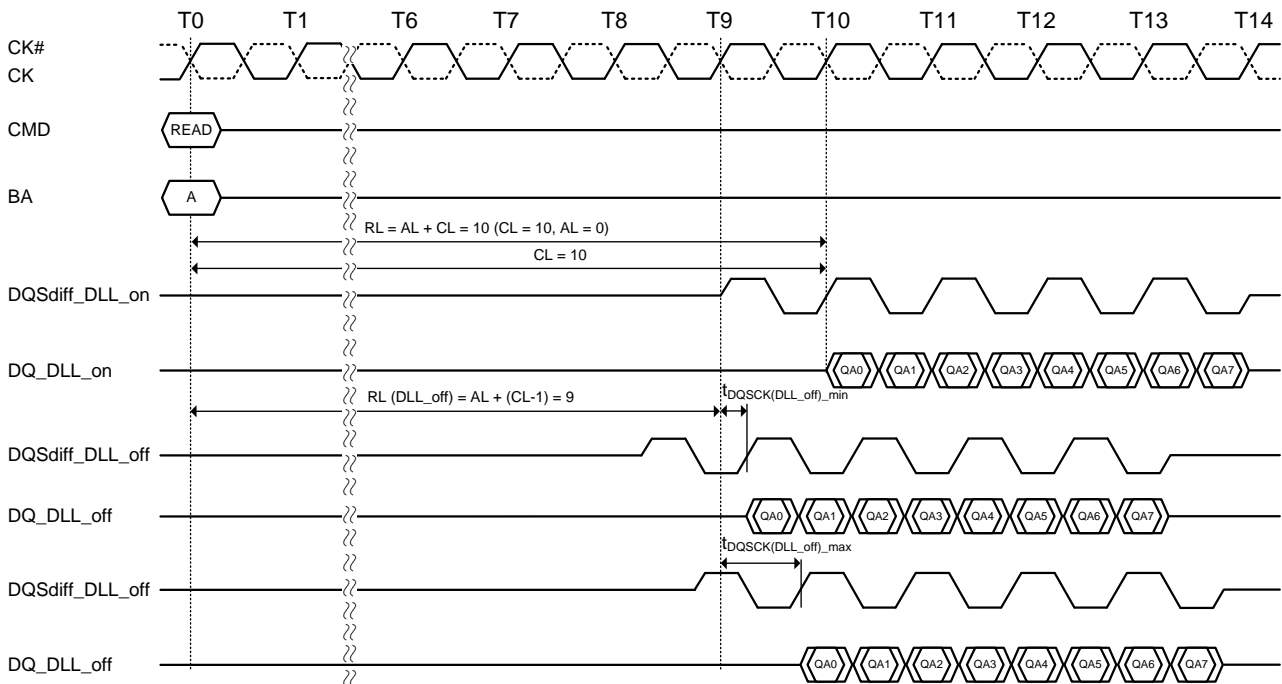 T0 T1 T6 T7 T8 T9 T10 T11 T12 T13 T14
CK#
CK
CMD READ
BA A
RL = AL + CL = 10 (CL = 10, AL = 0)
CL = 10
DQSdiff_DLL_on
DQ_DLL_on QA0 QA1 QA2 QA3 QA4 QA5 QA6 QA7
RL (DLL_off) = AL + (CL-1) = 9 tDQSCK(DLL_off)_min
DQSdiff_DLL_off
DQ_DLL_off QA0 QA1 QA2 QA3 QA4 QA5 QA6 QA7
tDQSCK(DLL_off)_max
DQSdiff_DLL_off
DQ_DLL_off QA0 QA1 QA2 QA3 QA4 QA5 QA6 QA7